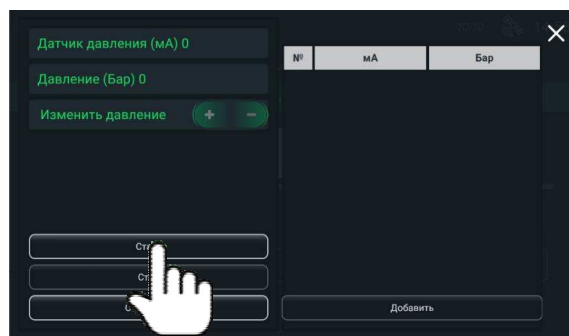 Датчик давления (мА) 0
Давление (Бар) 0
Изменить давление + −
№ мА Бар
Добавить